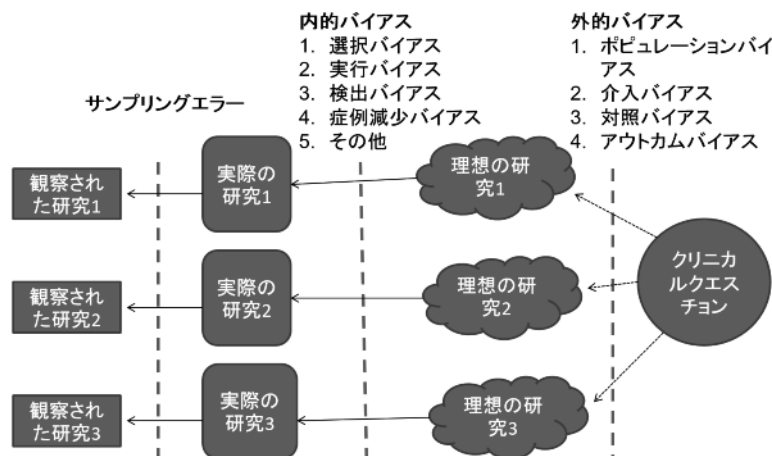 内的バイアス
1. 選択バイアス
2. 実行バイアス
3. 検出バイアス
4. 症例減少バイアス
5. その他
外的バイアス
1. ポピュレーションバイ
アス
2. 介入バイアス
3. 対照バイアス
4. アウトカムバイアス
サンプリングエラー
観察され
た研究1
実際の
研究1
理想の研
究1
クリニカ
ルクエス
チョン
観察され
た研究2
実際の
研究2
理想の研
究2
観察され
た研究3
実際の
研究3
理想の研
究3